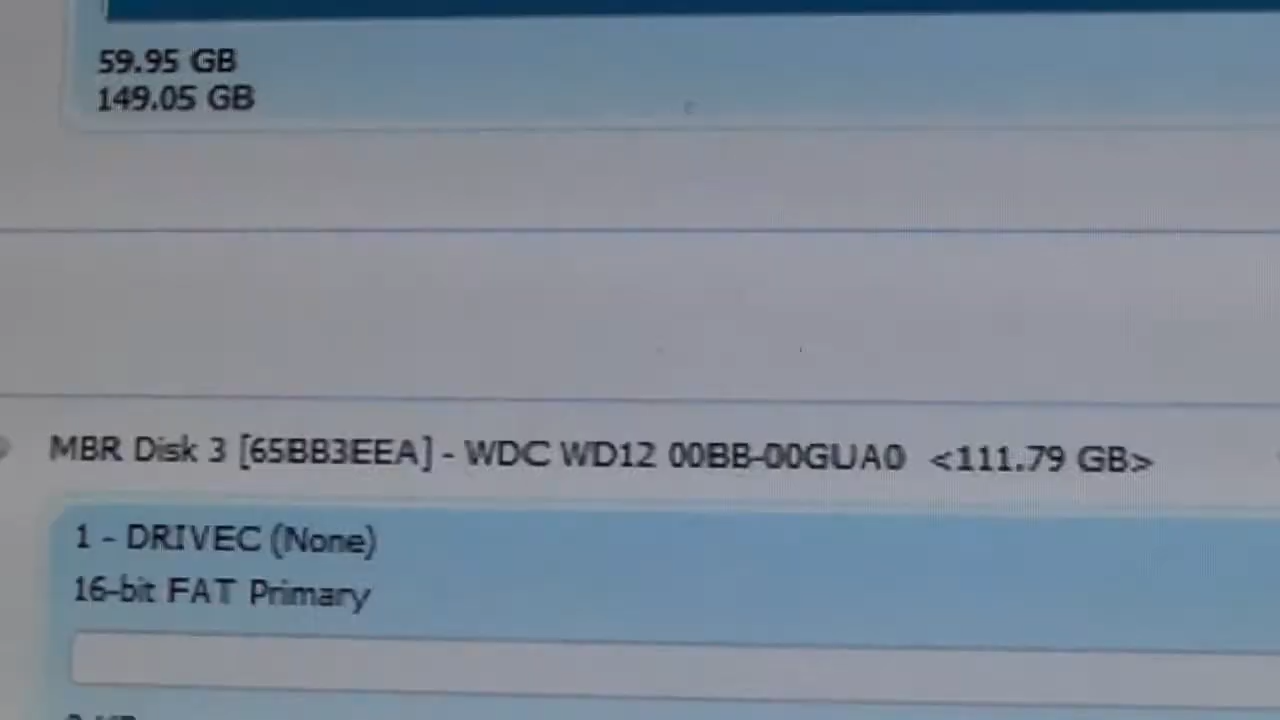 59.95 GB
149.05 GB
MBR Disk 3 [65BB3EEA] - WDC WD12 00BB-00GUA0 <111.79 GB>
1 - DRIVEC (None)
16-bit FAT Primary